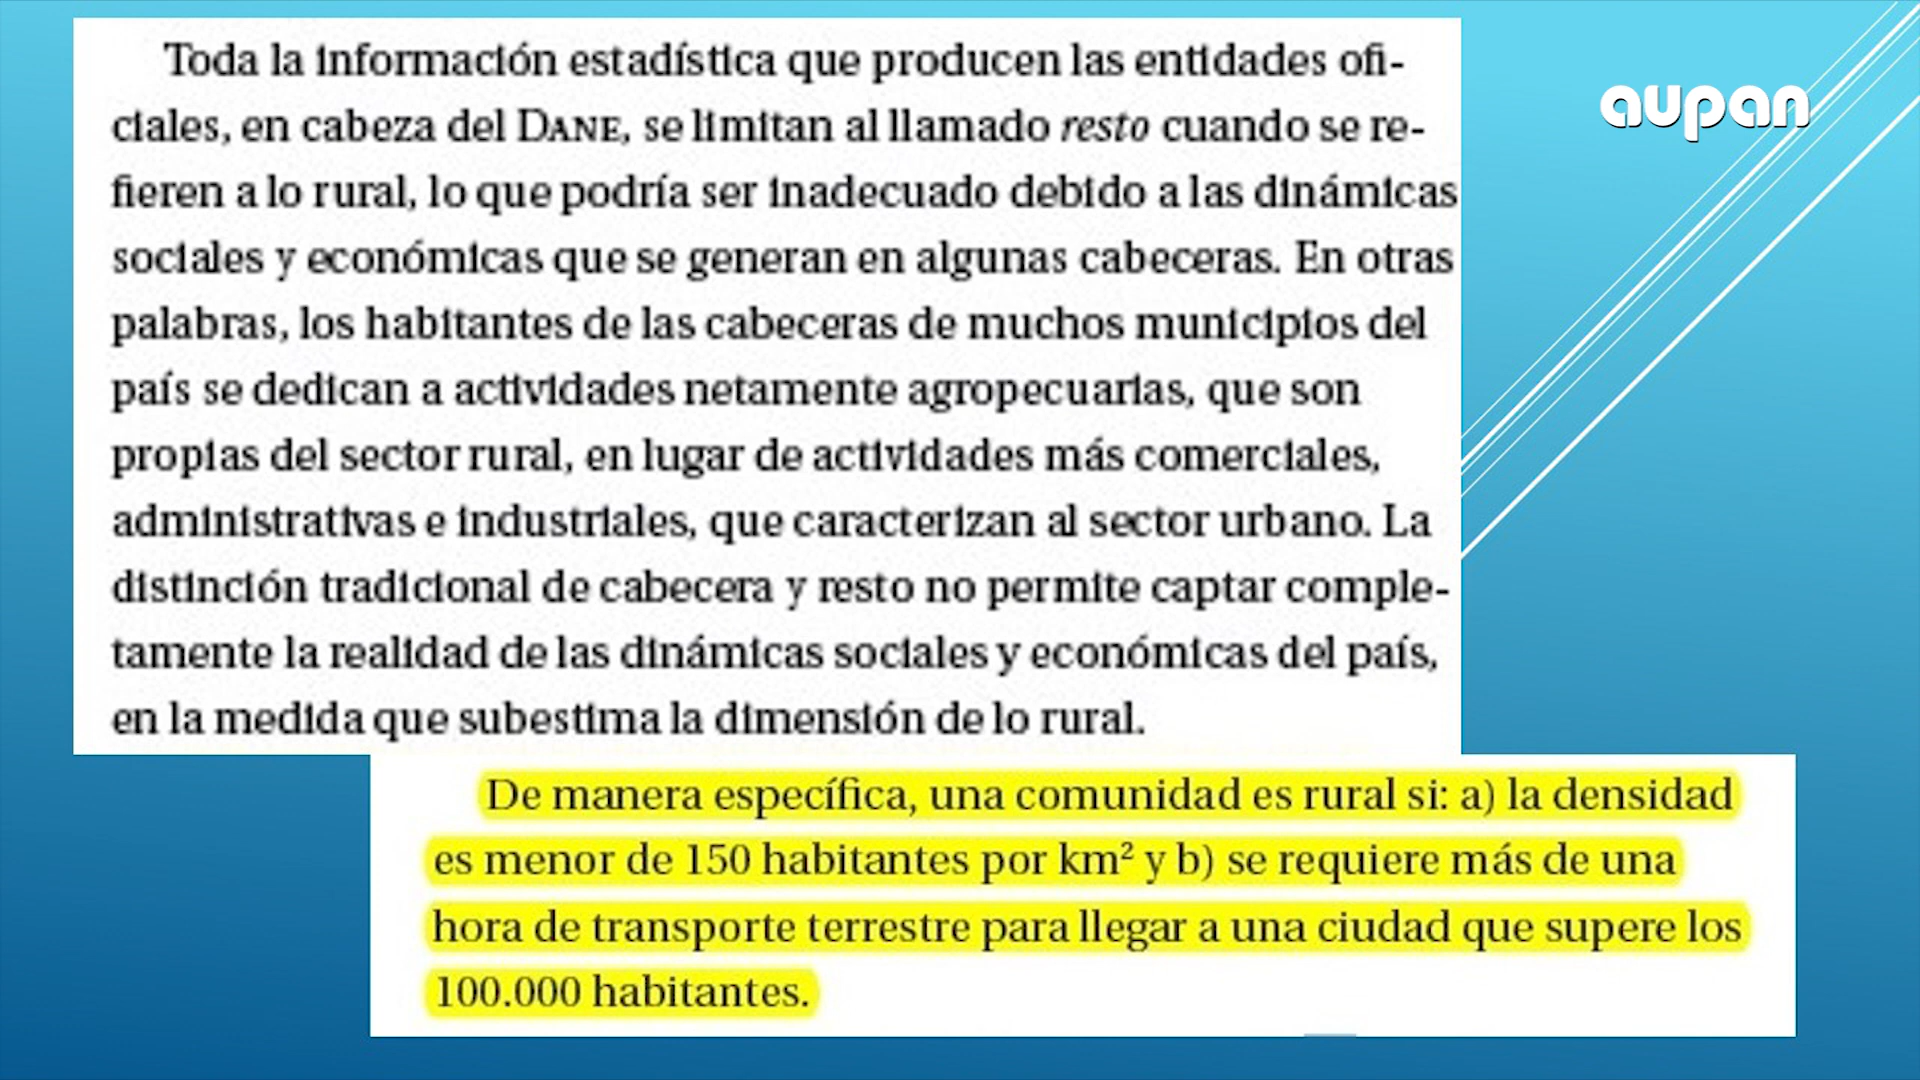 Toda la información estadística que producen las entidades ofi-
ciales, en cabeza del DANE, se limitan al llamado resto cuando se re-
fieren a lo rural, lo que podría ser inadecuado debido a las dinámicas
sociales y económicas que se generan en algunas cabeceras. En otras
palabras, los habitantes de las cabeceras de muchos municipios del
país se dedican a actividades netamente agropecuarias, que son
propias del sector rural, en lugar de actividades más comerciales,
administrativas e industriales, que caracterizan al sector urbano. La
distinción tradicional de cabecera y resto no permite captar comple-
tamente la realidad de las dinámicas sociales y económicas del país,
en la medida que subestima la dimensión de lo rural.
aupan
De manera específica, una comunidad es rural si: a) la densidad
es menor de 150 habitantes por km² y b) se requiere más de una
hora de transporte terrestre para llegar a una ciudad que supere los
100.000 habitantes.